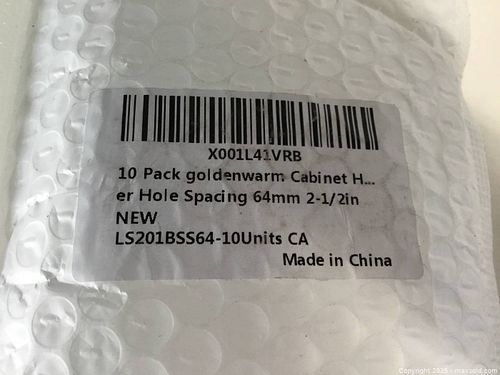 X001L41VRB
10 Pack goldenwarm Cabinet H...
er Hole Spacing 64mm 2-1/2in
NEW
LS201BSS64-10Units CA
Made in China
Copyright 2025 - maxsold.com